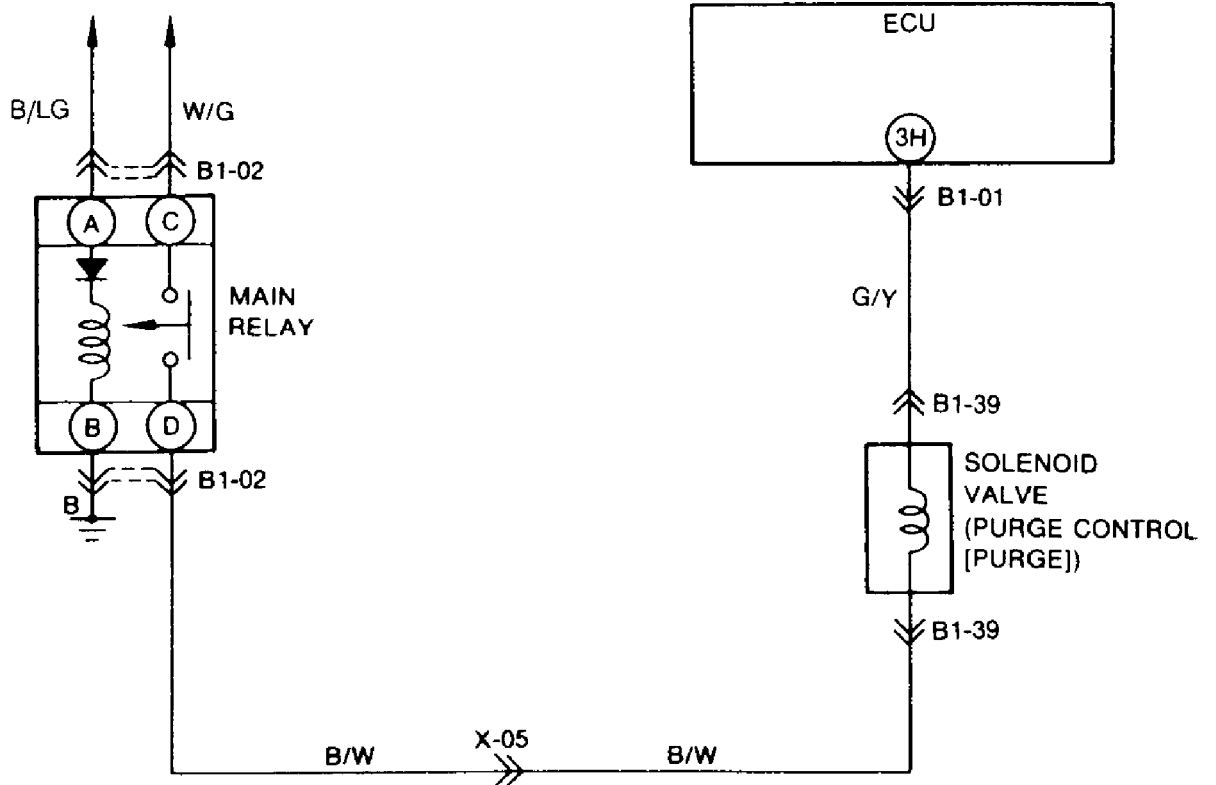 ECU
3H
B1-01
G/Y
B1-39
SOLENOID
VALVE
(PURGE CONTROL
[PURGE])
B1-39
B/LG
W/G
B1-02
A
C
MAIN
RELAY
B
D
B1-02
B
B/W
X-05
B/W